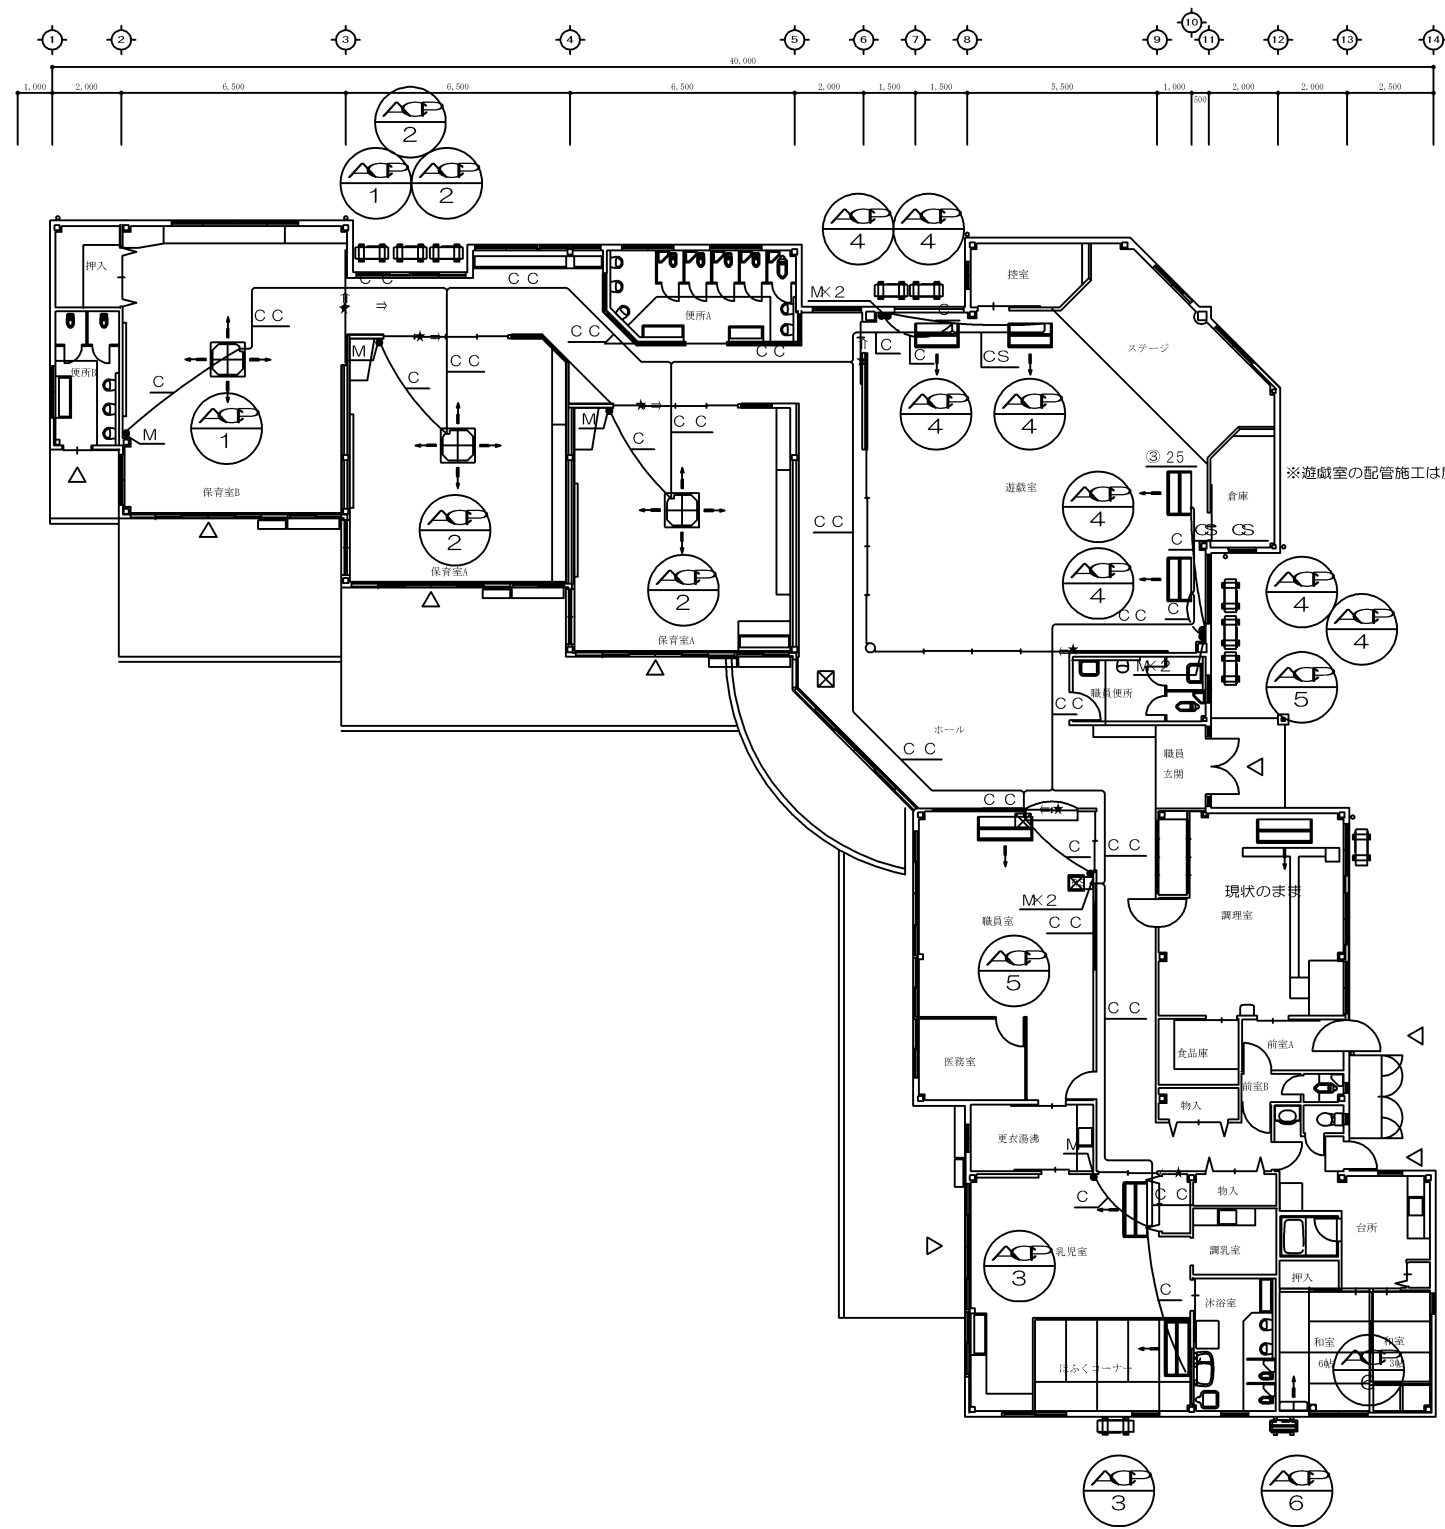 1 2 3 4 5 6 7 8 9 10 11 12 13 14
40,000
1,000 2,000 6,500 6,500 6,500 2,000 1,500 1,500 5,500 1,000 500 2,000 2,000 2,500
ACP 2
ACP 1
ACP 2
ACP 4
ACP 4
押入
C C
C C
便所A
M×2
控室
C
ステージ
C C
C C
C C
C
C
CS
便所B
C
M
C
C C
M
ACP 1
M
C
C C
ACP 4
ACP 4
③ 25
※遊戯室の配管施工は
保育室B
遊戯室
倉庫
ACP 4
C C
CS
CS
ACP 2
C
保育室A
ACP 2
ACP 4
C C
C
ACP 4
ACP 4
保育室A
M×2
ACP 5
職員便所
C C
ホール
C C
職員
玄関
C C
C
C C
現状のまま
M×2
職員室
C C
調理室
ACP 5
C C
医務室
食品庫
前室A
前室B
物入
更衣湯沸
M
C
C C
物入
台所
乳児室
調乳室
ACP 3
押入
C
沐浴室
和室
6帖
和室
3帖
ほふくコーナー
ACP 6
ACP 3
ACP 6